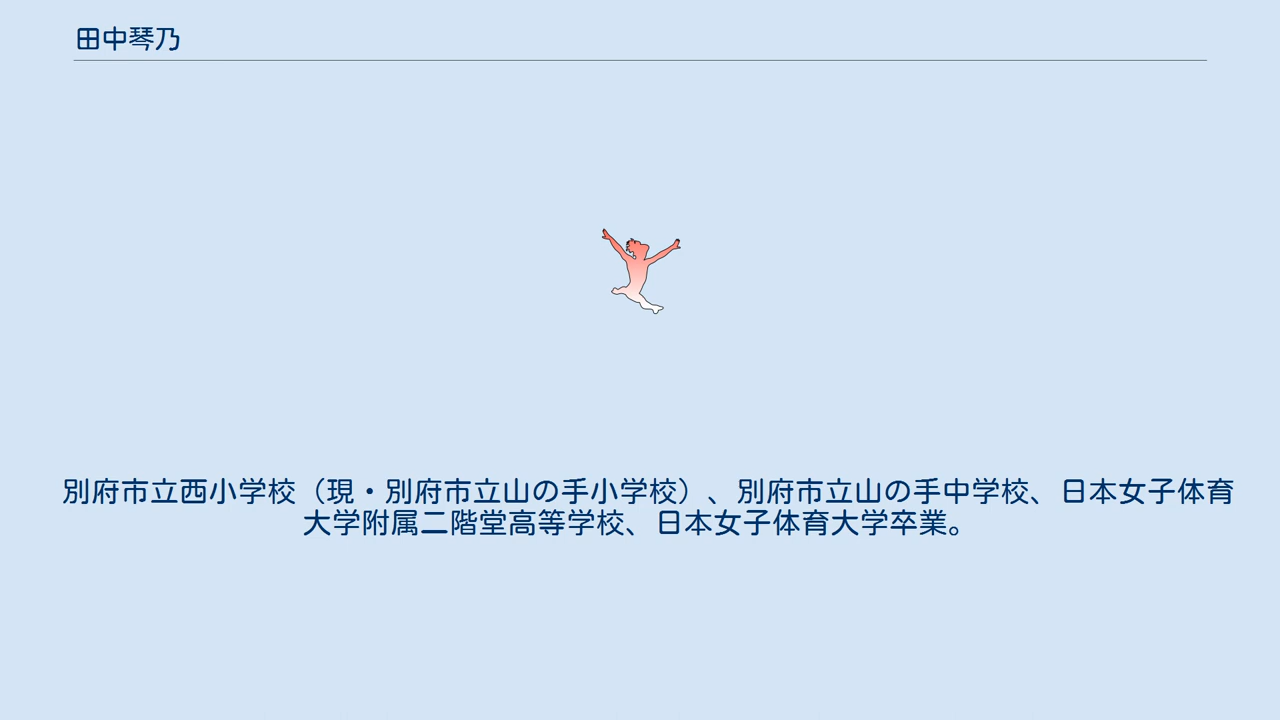 田中琴乃
別府市立西小学校（現・別府市立山の手小学校）、別府市立山の手中学校、日本女子体育
大学附属二階堂高等学校、日本女子体育大学卒業。